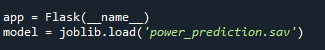 app = Flask(__name__)
model = joblib.load('power_prediction.sav')